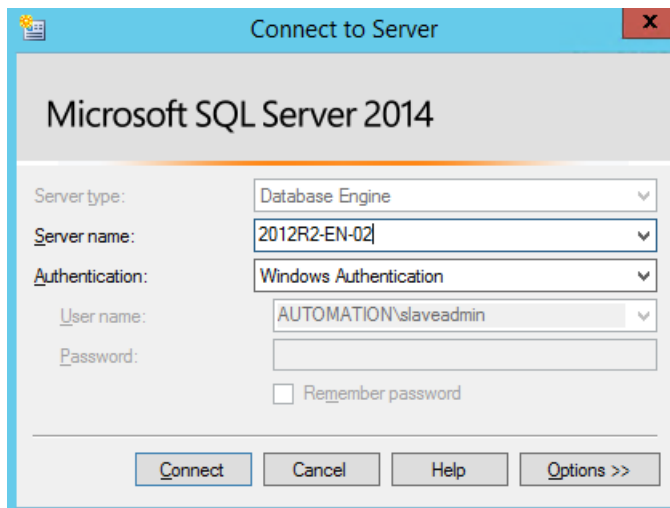 Connect to Server
x
Microsoft SQL Server 2014
Server type: Database Engine
Server name: 2012R2-EN-02
Authentication: Windows Authentication
User name: AUTOMATION\slaveadmin
Password:
Remember password
Connect Cancel Help Options >>